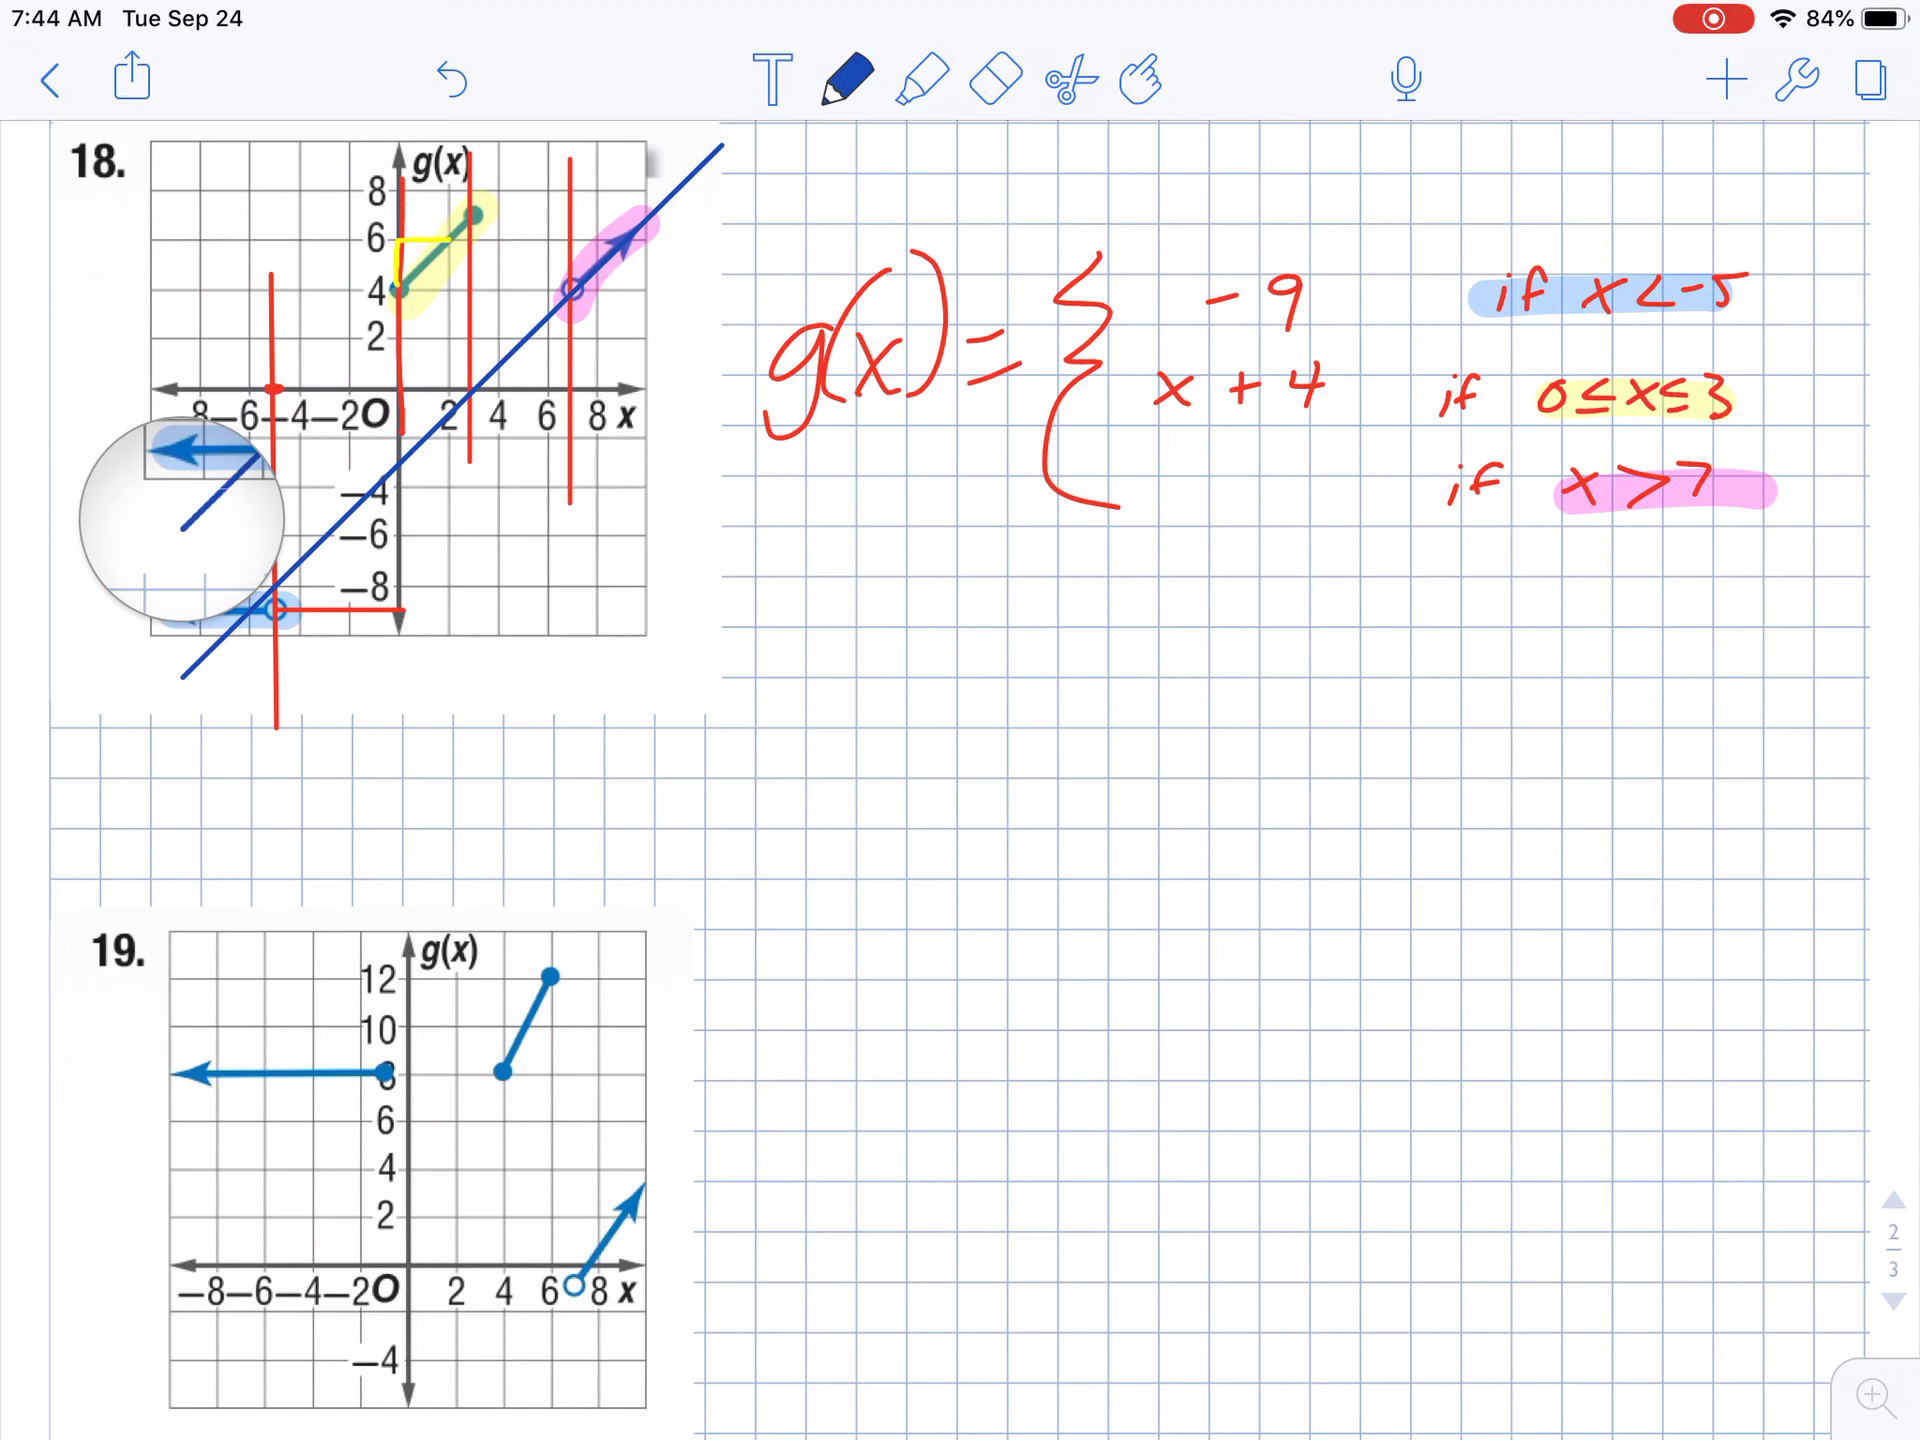 7:44 AM Tue Sep 24
84%
T
18.
g(x)
8
6
4
2
8 −6 −4 −2 O 2 4 6 8 x
−4
−6
−8
g(x) = { −9 if x < −5
x + 4 if 0 ≤ x ≤ 3
if x > 7
19.
g(x)
12
10
8
6
4
2
−8 −6 −4 −2 O 2 4 6 8 x
−4
2
3